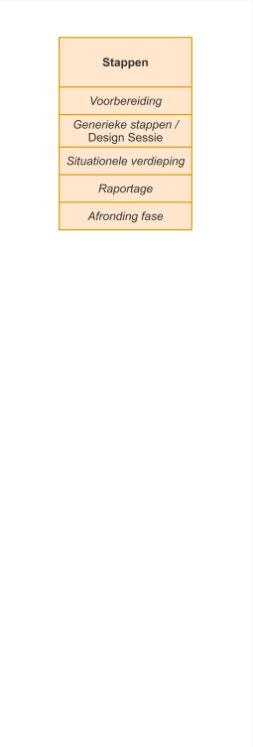 Stappen
Voorbereiding
Generieke stappen /
Design Sessie
Situationele verdieping
Raportage
Afronding fase